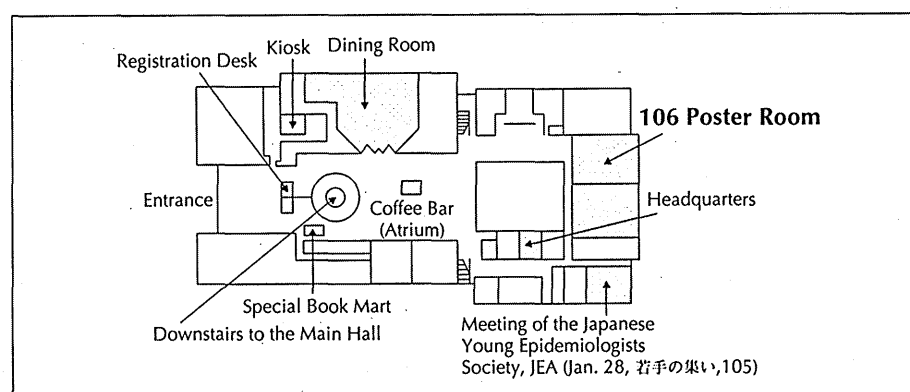 Dining Room
Kiosk
Registration Desk
106 Poster Room
Entrance
Coffee Bar
(Atrium)
Headquarters
Special Book Mart
Downstairs to the Main Hall
Meeting of the Japanese
Young Epidemiologists
Society, JEA (Jan. 28, 若手の集い,105)